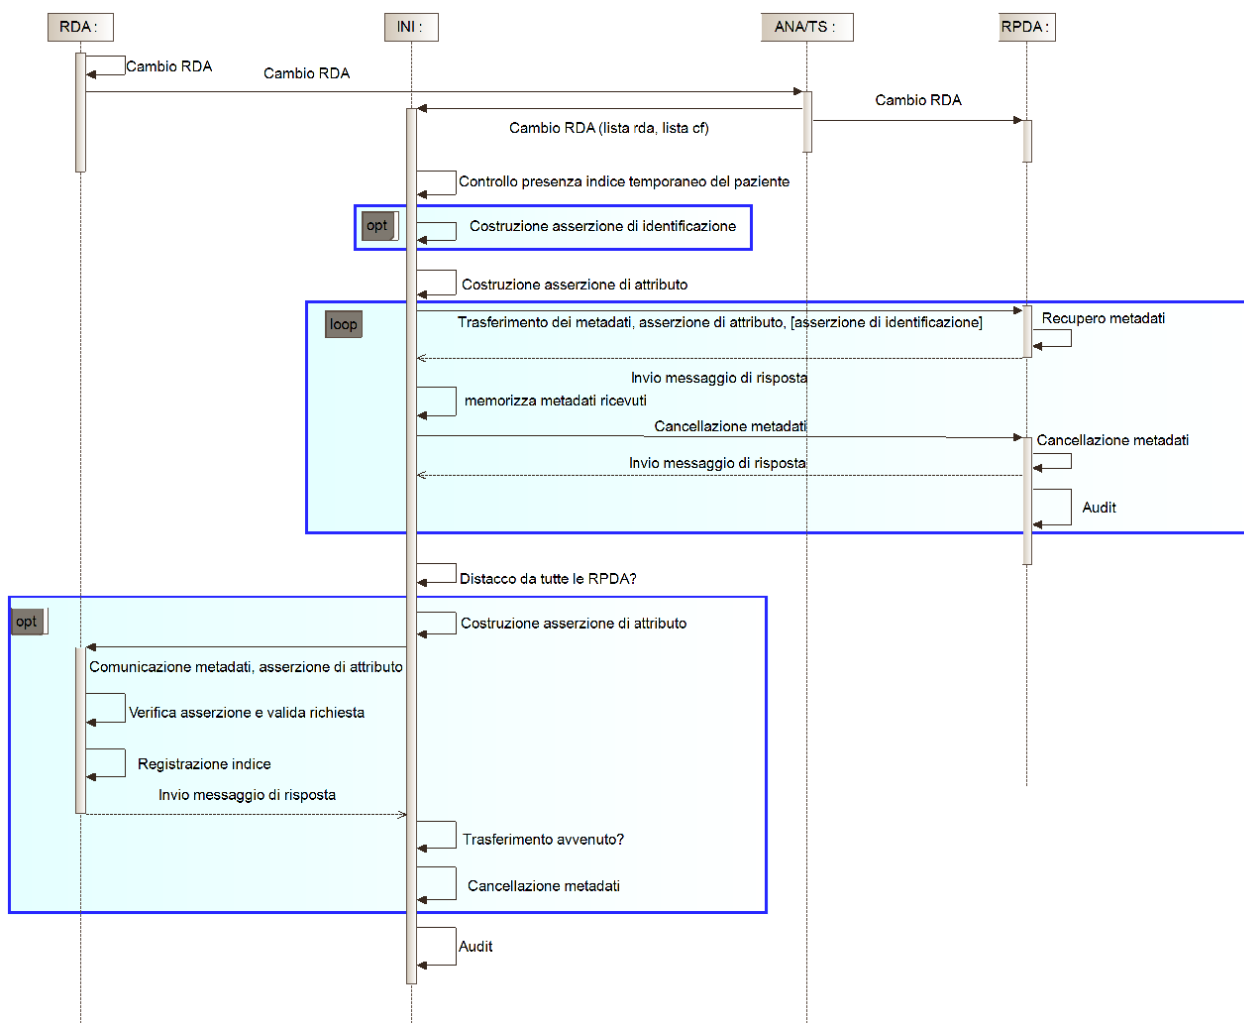 RDA :
INI :
ANA/TS :
RPDA :
Cambio RDA
Cambio RDA
Cambio RDA
Cambio RDA (lista rda, lista cf)
Controllo presenza indice temporaneo del paziente
opt
Costruzione asserzione di identificazione
Costruzione asserzione di attributo
loop
Trasferimento dei metadati, asserzione di attributo, [asserzione di identificazione]
Recupero metadati
Invio messaggio di risposta
memorizza metadati ricevuti
Cancellazione metadati
Cancellazione metadati
Invio messaggio di risposta
Audit
Distacco da tutte le RPDA?
opt
Costruzione asserzione di attributo
Comunicazione metadati, asserzione di attributo
Verifica asserzione e valida richiesta
Registrazione indice
Invio messaggio di risposta
Trasferimento avvenuto?
Cancellazione metadati
Audit